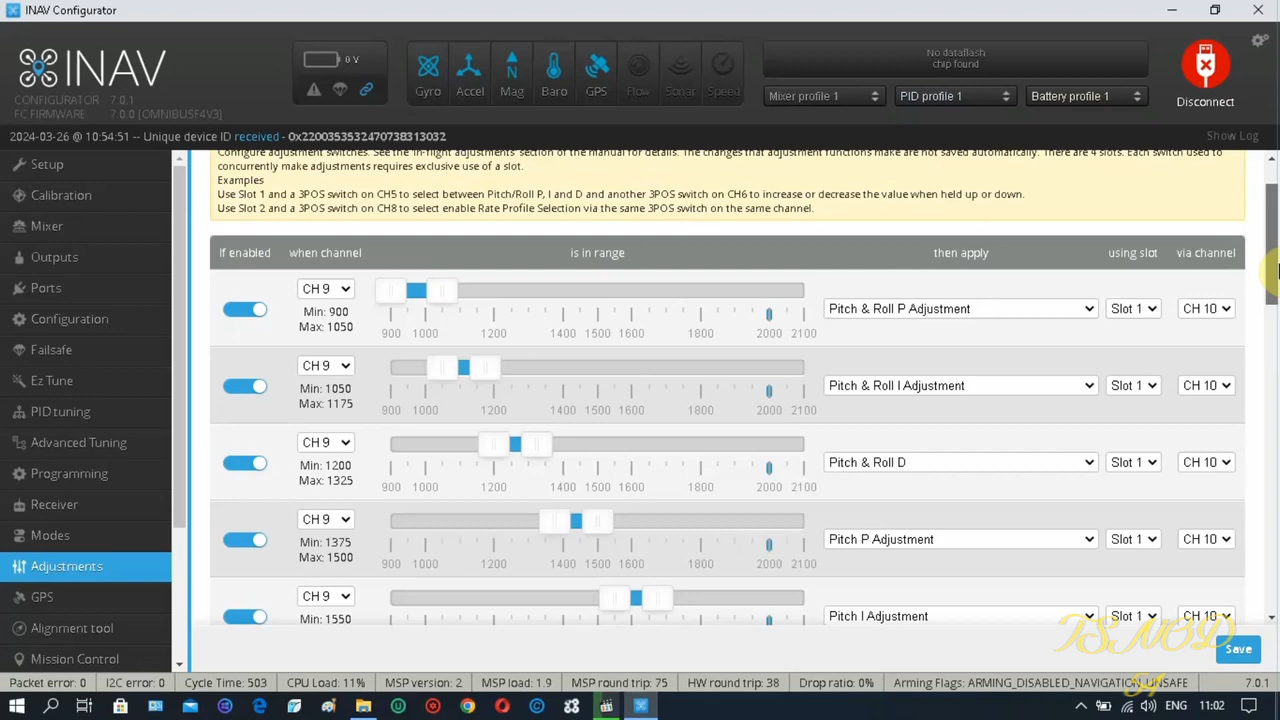 INAV Configurator
INAV
CONFIGURATOR 7.0.1
FC FIRMWARE 7.0.0 (OMNIBUSF4V3)
0 V
Gyro Accel Mag Baro GPS Flow Sonar Speed
No dataflash
chip found
Mixer profile 1 PID profile 1 Battery profile 1
Disconnect
2024-03-26 @ 10:54:51 -- Unique device ID received - 0x2200353532470738313032
Show Log
Setup
Calibration
Mixer
Outputs
Ports
Configuration
Failsafe
Ez Tune
PID tuning
Advanced Tuning
Programming
Receiver
Modes
Adjustments
GPS
Alignment tool
Mission Control
Configure adjustment switches. See the in-flight adjustments section of the manual for details. The changes that adjustment functions make are not saved automatically. There are 4 slots. Each switch used to
concurrently make adjustments requires exclusive use of a slot.
Examples
Use Slot 1 and a 3POS switch on CH5 to select between Pitch/Roll P, I and D and another 3POS switch on CH6 to increase or decrease the value when held up or down.
Use Slot 2 and a 3POS switch on CH8 to select enable Rate Profile Selection via the same 3POS switch on the same channel.
If enabled when channel is in range then apply using slot via channel
CH 9
Min: 900
Max: 1050
900 1000 1200 1400 1500 1600 1800 2000 2100
Pitch & Roll P Adjustment Slot 1 CH 10
CH 9
Min: 1050
Max: 1175
900 1000 1200 1400 1500 1600 1800 2000 2100
Pitch & Roll I Adjustment Slot 1 CH 10
CH 9
Min: 1200
Max: 1325
900 1000 1200 1400 1500 1600 1800 2000 2100
Pitch & Roll D Slot 1 CH 10
CH 9
Min: 1375
Max: 1500
900 1000 1200 1400 1500 1600 1800 2000 2100
Pitch P Adjustment Slot 1 CH 10
CH 9
Min: 1550
Pitch I Adjustment Slot 1 CH 10
Save
Packet error: 0 I2C error: 0 Cycle Time: 503 CPU Load: 11% MSP version: 2 MSP load: 1.9 MSP round trip: 75 HW round trip: 38 Drop ratio: 0% Arming Flags: ARMING_DISABLED_NAVIGATION_UNSAFE 7.0.1
ENG 11:02